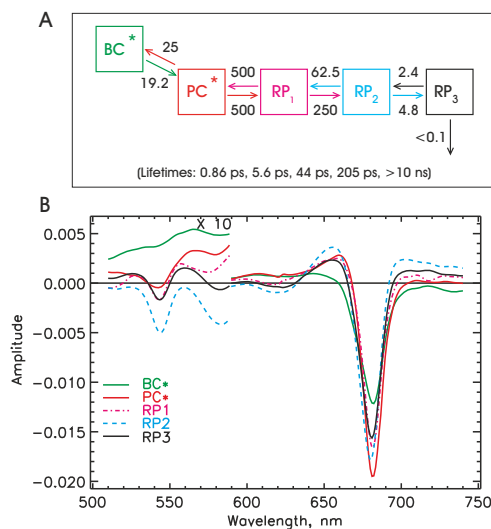 A
BC*
25
19.2
PC*
500
500
RP1
62.5
250
RP2
2.4
4.8
RP3
<0.1
(Lifetimes: 0.86 ps, 5.6 ps, 44 ps, 205 ps, >10 ns)
B
X 10
0.005
0.000
-0.005
-0.010
-0.015
-0.020
Amplitude
BC*
PC*
RP1
RP2
RP3
500
550
600
650
700
750
Wavelength, nm